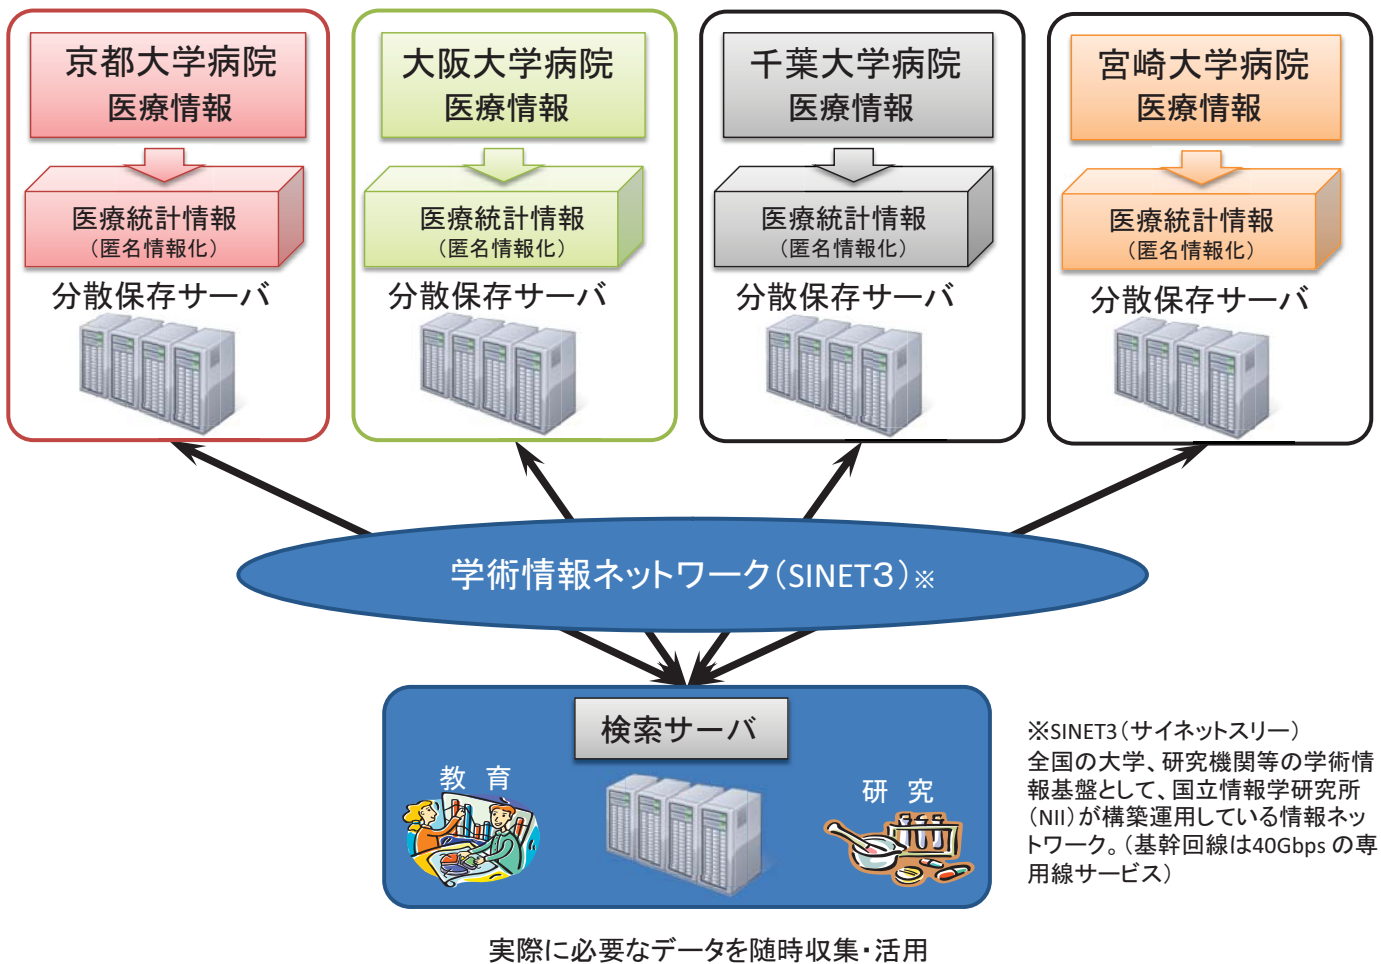 京都大学病院
医療情報
医療統計情報
（匿名情報化）
分散保存サーバ
大阪大学病院
医療情報
医療統計情報
（匿名情報化）
分散保存サーバ
千葉大学病院
医療情報
医療統計情報
（匿名情報化）
分散保存サーバ
宮崎大学病院
医療情報
医療統計情報
（匿名情報化）
分散保存サーバ
学術情報ネットワーク（SINET３）※
検索サーバ
教 育
研 究
※SINET3（サイネットスリー）
全国の大学、研究機関等の学術情
報基盤として、国立情報学研究所
（NII）が構築運用している情報ネッ
トワーク。（基幹回線は40Gbps の専
用線サービス）
実際に必要なデータを随時収集・活用